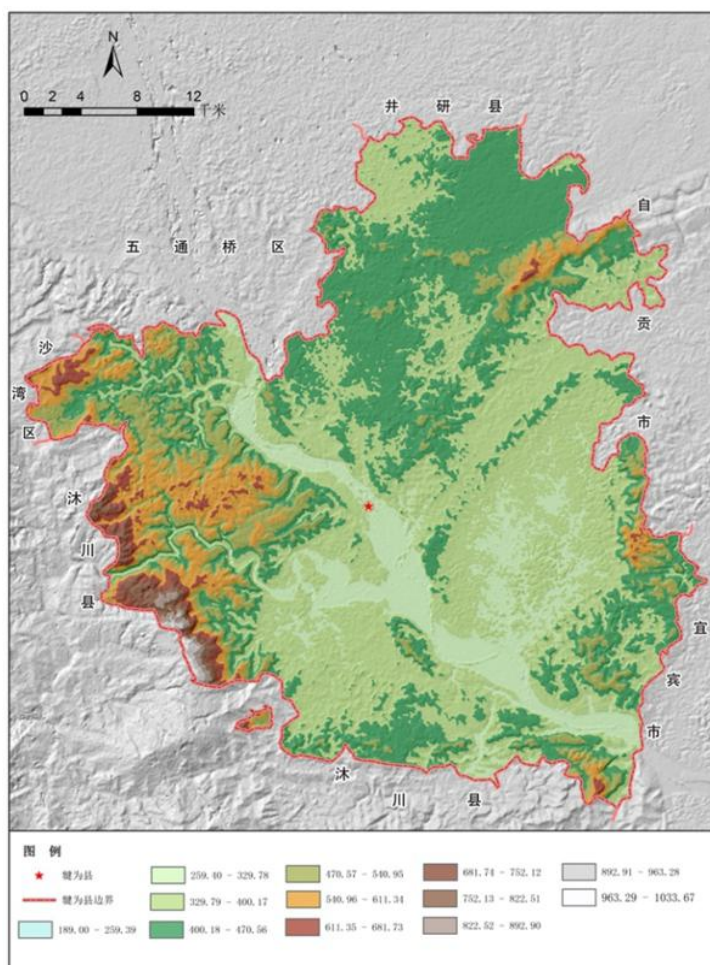 N
0 2 4 8 12
千米
井研县
五通桥区
自贡市
沙湾区
沐川县
宜宾市
沐川县
图 例
犍为县
犍为县边界
189.00 - 259.39
259.40 - 329.78
329.79 - 400.17
400.18 - 470.56
470.57 - 540.95
540.96 - 611.34
611.35 - 681.73
681.74 - 752.12
752.13 - 822.51
822.52 - 892.90
892.91 - 963.28
963.29 - 1033.67